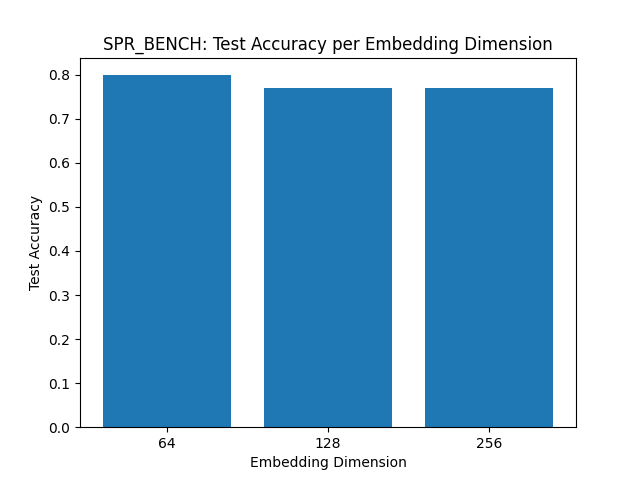 SPR_BENCH: Test Accuracy per Embedding Dimension
Test Accuracy
0.8
0.7
0.6
0.5
0.4
0.3
0.2
0.1
0.0
64 128 256
Embedding Dimension